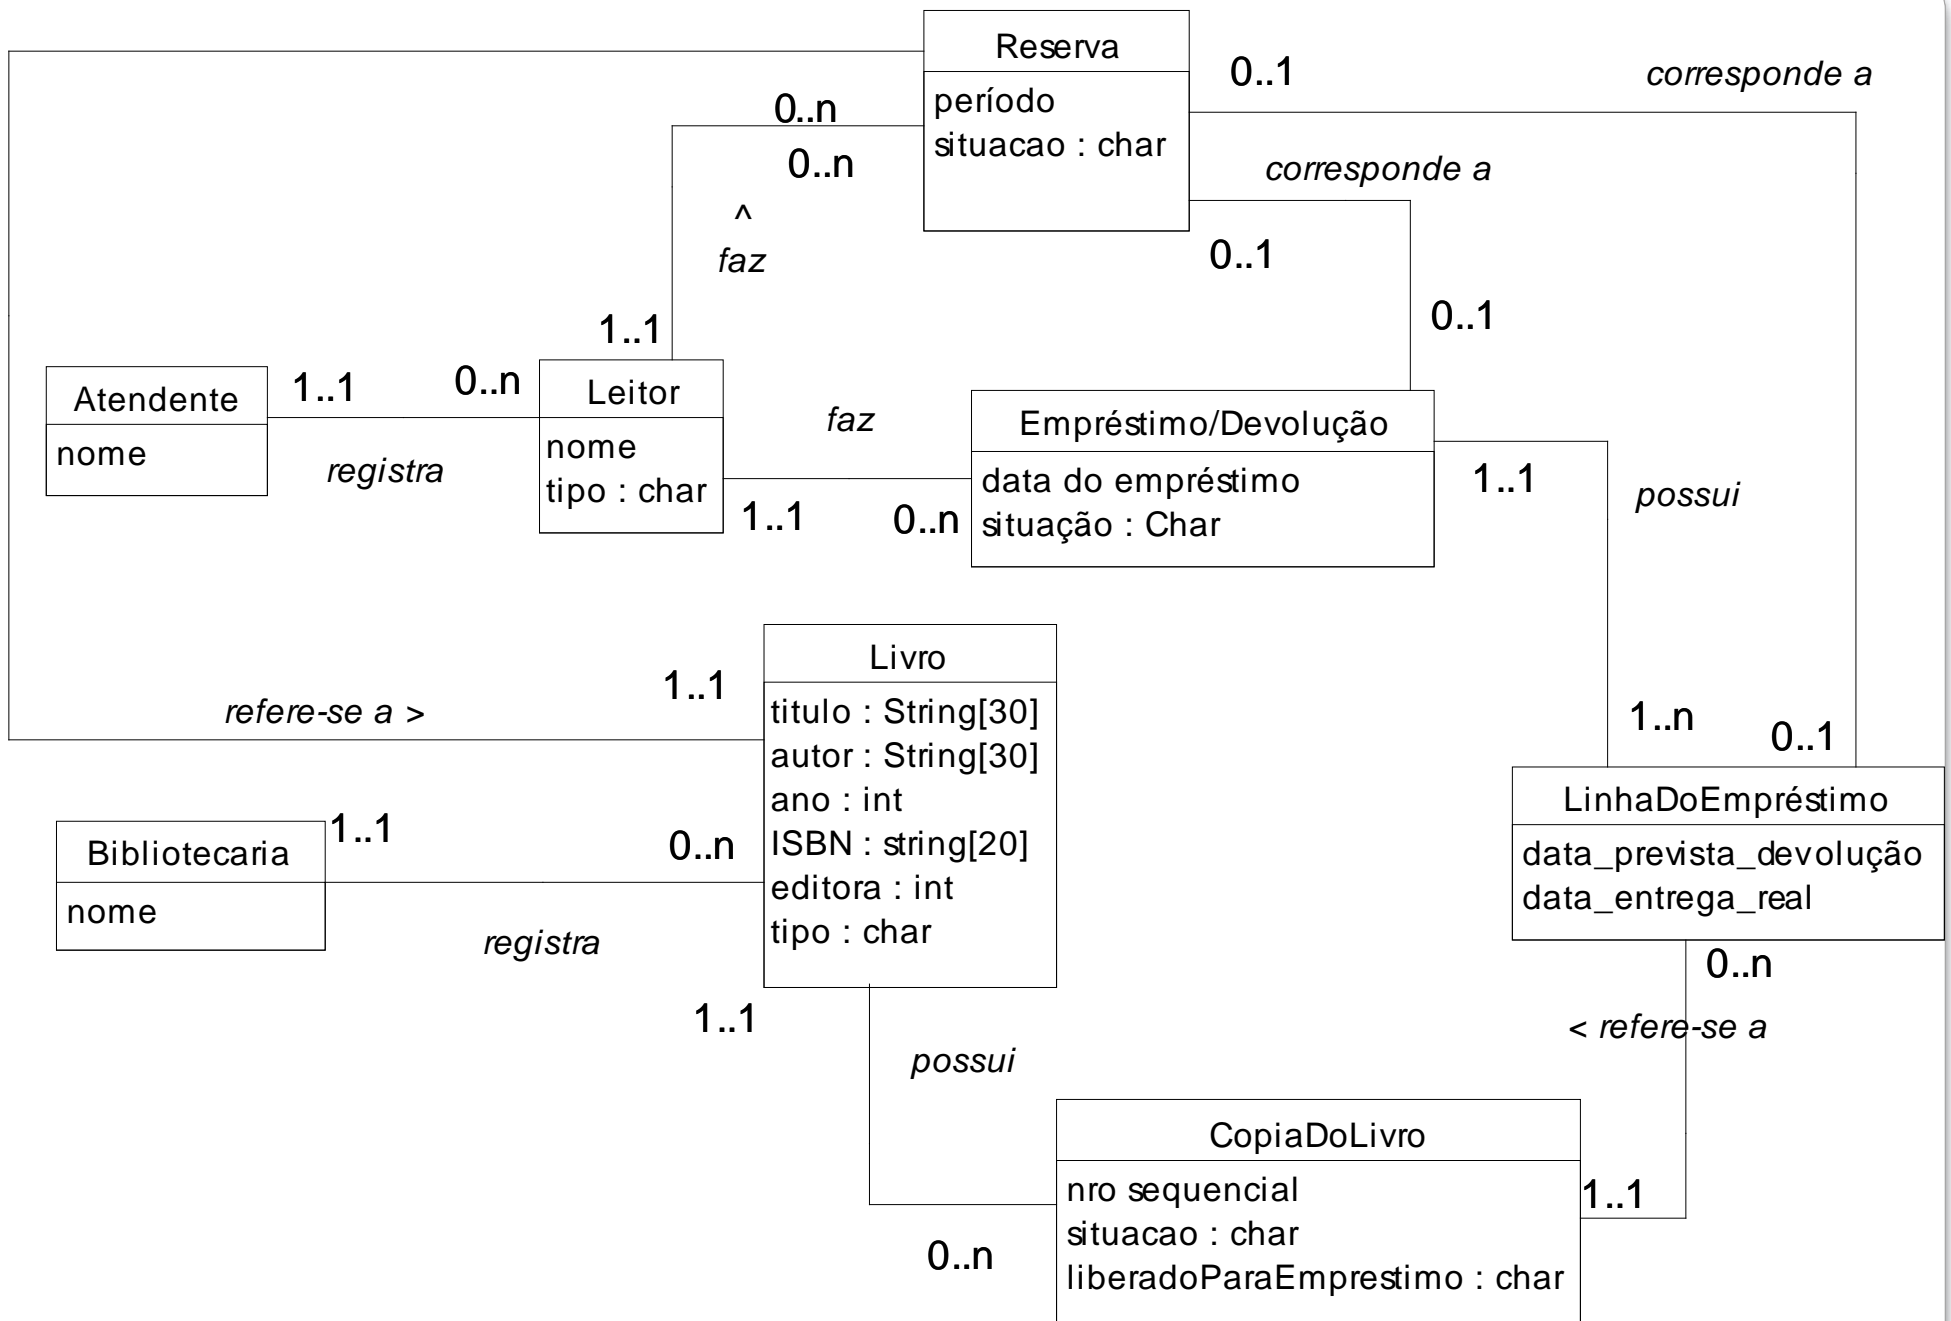 Reserva
período
situacao : char
0..1
corresponde a
0..n
0..n
corresponde a
^
faz
0..1
0..1
1..1
Atendente
nome
1..1
0..n
registra
Leitor
nome
tipo : char
faz
1..1
0..n
Empréstimo/Devolução
data do empréstimo
situação : Char
1..1
possui
Livro
titulo : String[30]
autor : String[30]
ano : int
ISBN : string[20]
editora : int
tipo : char
1..1
refere-se a >
1..n
0..1
LinhaDoEmpréstimo
data_prevista_devolução
data_entrega_real
Bibliotecaria
nome
1..1
0..n
registra
0..n
< refere-se a
1..1
possui
CopiaDoLivro
nro sequencial
situacao : char
liberadoParaEmprestimo : char
1..1
0..n